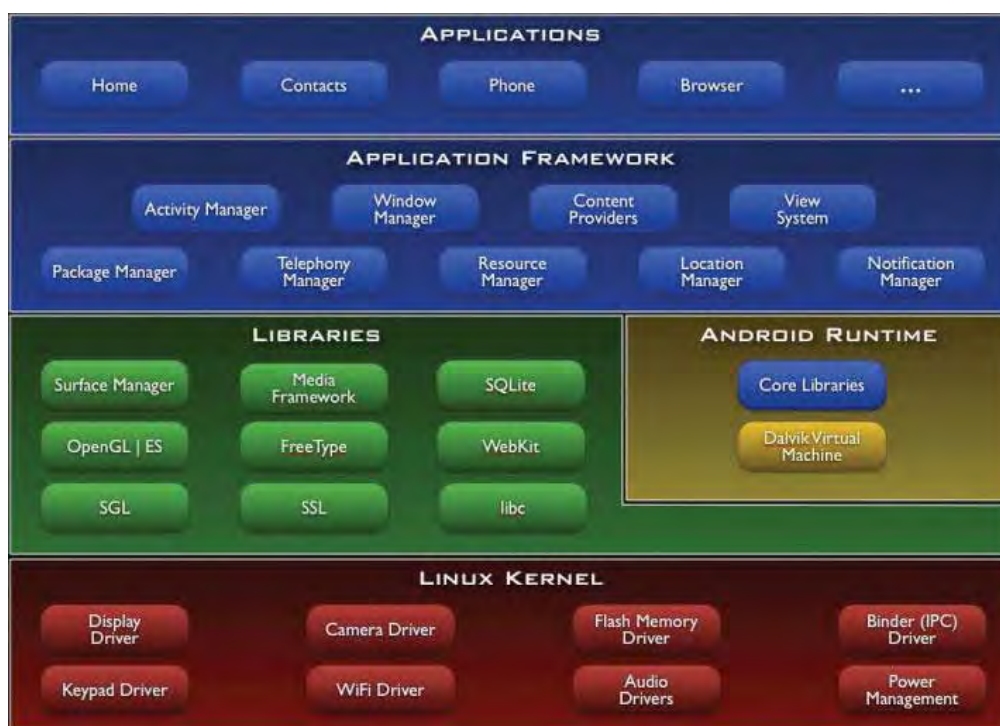 APPLICATIONS
Home
Contacts
Phone
Browser
...
APPLICATION FRAMEWORK
Activity Manager
Window
Manager
Content
Providers
View
System
Package Manager
Telephony
Manager
Resource
Manager
Location
Manager
Notification
Manager
LIBRARIES
Surface Manager
Media
Framework
SQLite
OpenGL | ES
FreeType
WebKit
SGL
SSL
libc
ANDROID RUNTIME
Core Libraries
Dalvik Virtual
Machine
LINUX KERNEL
Display
Driver
Camera Driver
Flash Memory
Driver
Binder (IPC)
Driver
Keypad Driver
WiFi Driver
Audio
Drivers
Power
Management